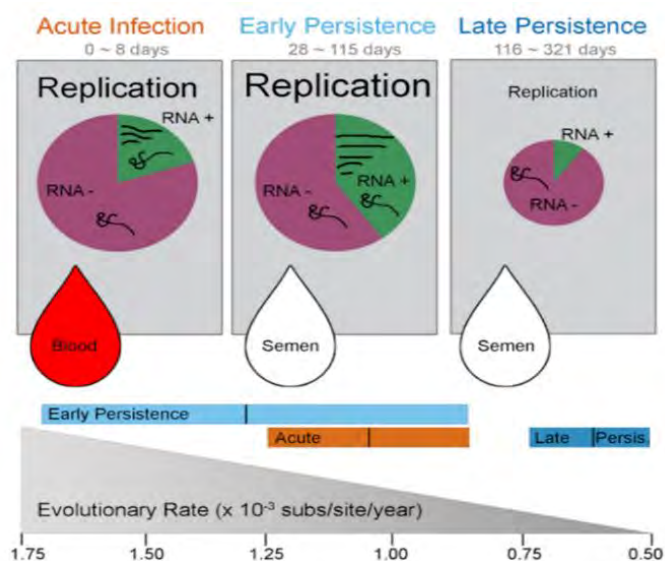 Acute Infection Early Persistence Late Persistence
0 ~ 8 days 28 ~ 115 days 116 ~ 321 days
Replication Replication Replication
RNA + RNA - RNA - RNA + RNA + RNA -
Blood Semen Semen
Early Persistence
Acute Late Persis.
Evolutionary Rate (x 10⁻³ subs/site/year)
1.75 1.50 1.25 1.00 0.75 0.50